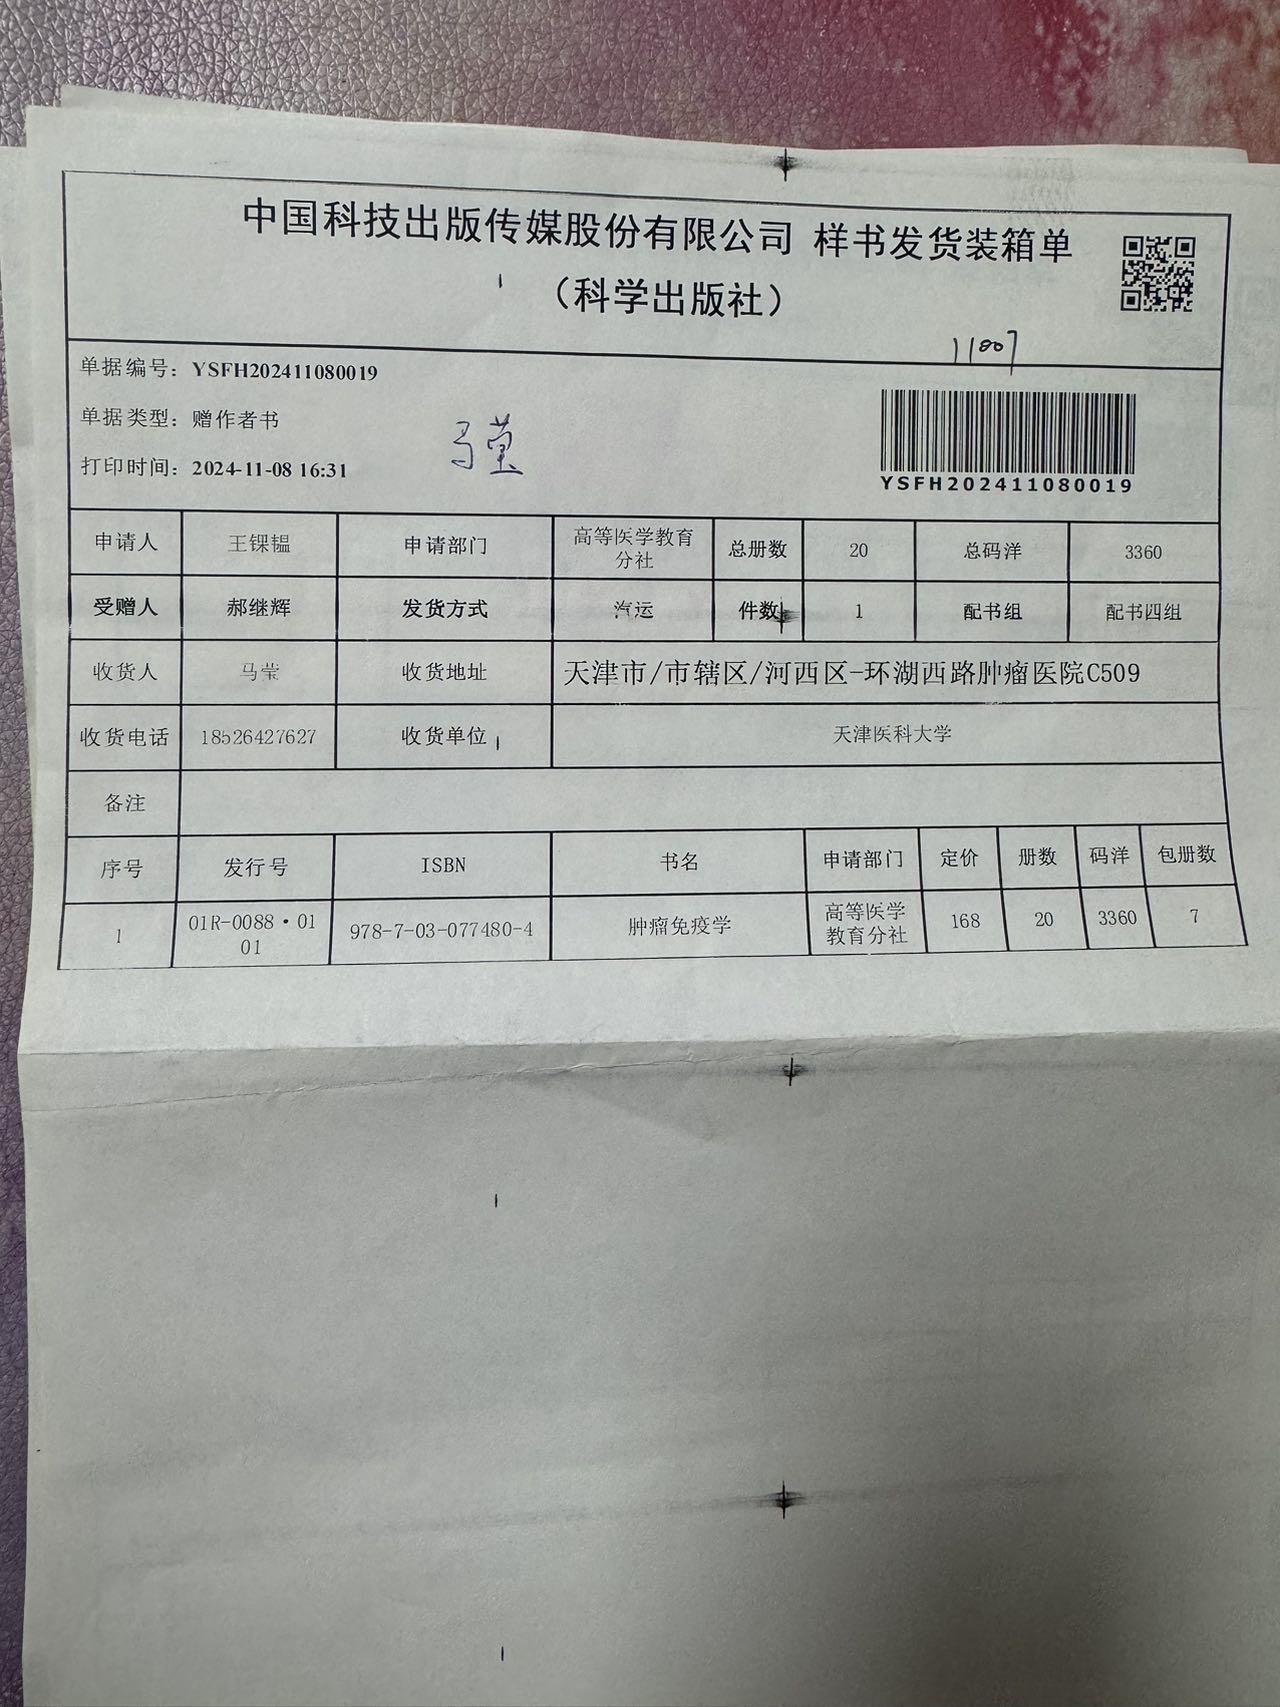 中国科技出版传媒股份有限公司 样书发货装箱单
（科学出版社）
11807
单据编号：YSFH202411080019
单据类型：赠作者书
打印时间：2024-11-08 16:31
马莹
YSFH202411080019
申请人 王锞韫 申请部门 高等医学教育分社 总册数 20 总码洋 3360
受赠人 郝继辉 发货方式 汽运 件数 1 配书组 配书四组
收货人 马莹 收货地址 天津市/市辖区/河西区-环湖西路肿瘤医院C509
收货电话 18526427627 收货单位 天津医科大学
备注
序号 发行号 ISBN 书名 申请部门 定价 册数 码洋 包册数
1 01R-0088·0101 978-7-03-077480-4 肿瘤免疫学 高等医学教育分社 168 20 3360 7